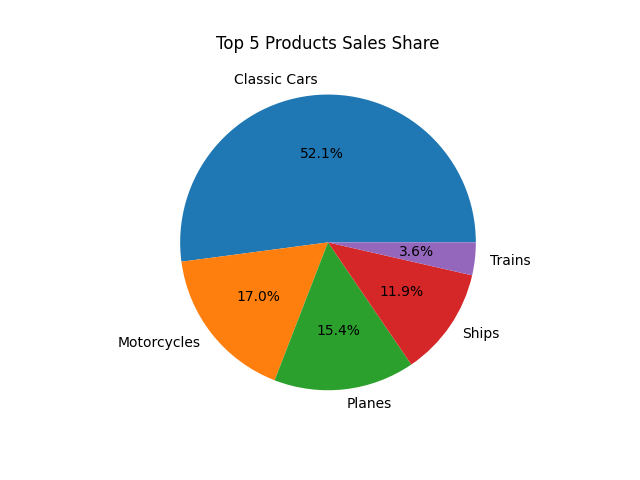 Top 5 Products Sales Share
Classic Cars
52.1%
3.6%
Trains
11.9%
17.0%
15.4%
Ships
Motorcycles
Planes